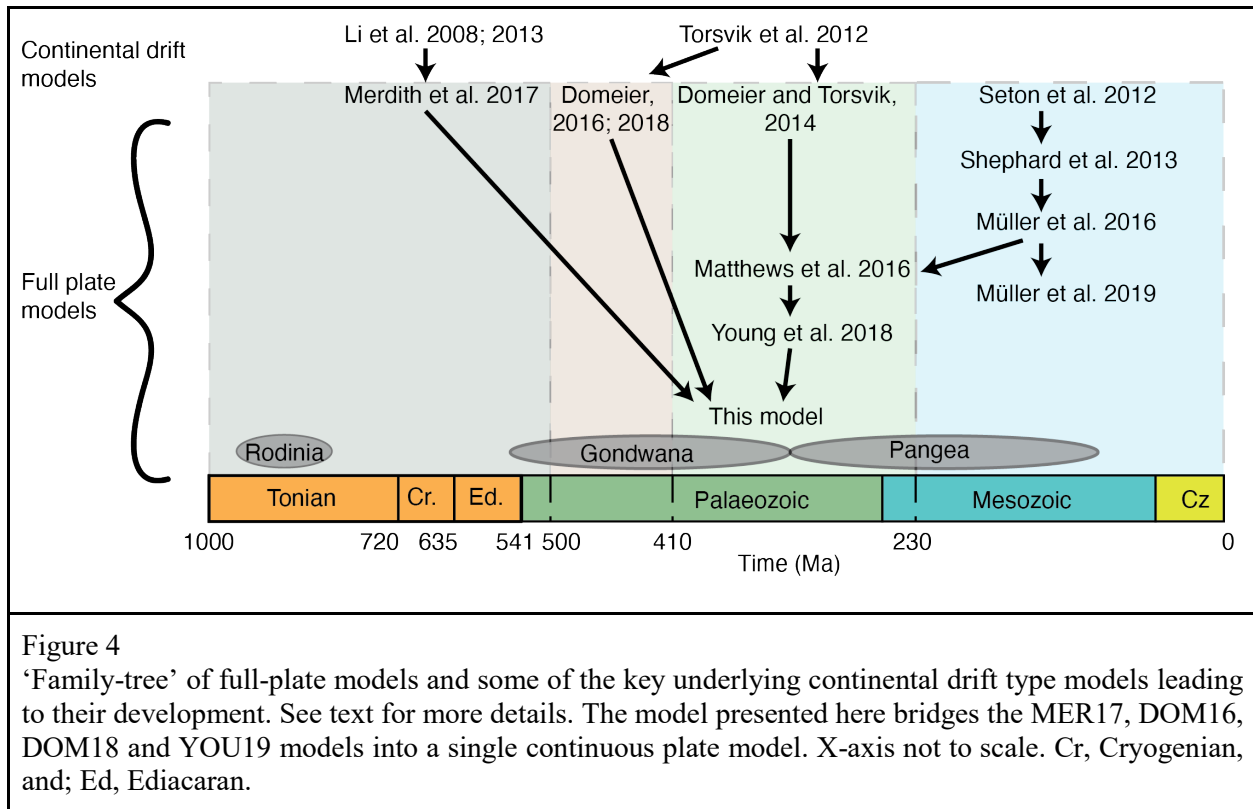 Continental drift
models
Li et al. 2008; 2013
Torsvik et al. 2012
Merdith et al. 2017
Domeier,
2016; 2018
Domeier and Torsvik,
2014
Seton et al. 2012
Shephard et al. 2013
Müller et al. 2016
Full plate
models
Matthews et al. 2016
Müller et al. 2019
Young et al. 2018
This model
Rodinia
Gondwana
Pangea
Tonian
Cr.
Ed.
Palaeozoic
Mesozoic
Cz
1000
720
635
541
500
410
230
0
Time (Ma)
Figure 4
‘Family-tree’ of full-plate models and some of the key underlying continental drift type models leading
to their development. See text for more details. The model presented here bridges the MER17, DOM16,
DOM18 and YOU19 models into a single continuous plate model. X-axis not to scale. Cr, Cryogenian,
and; Ed, Ediacaran.